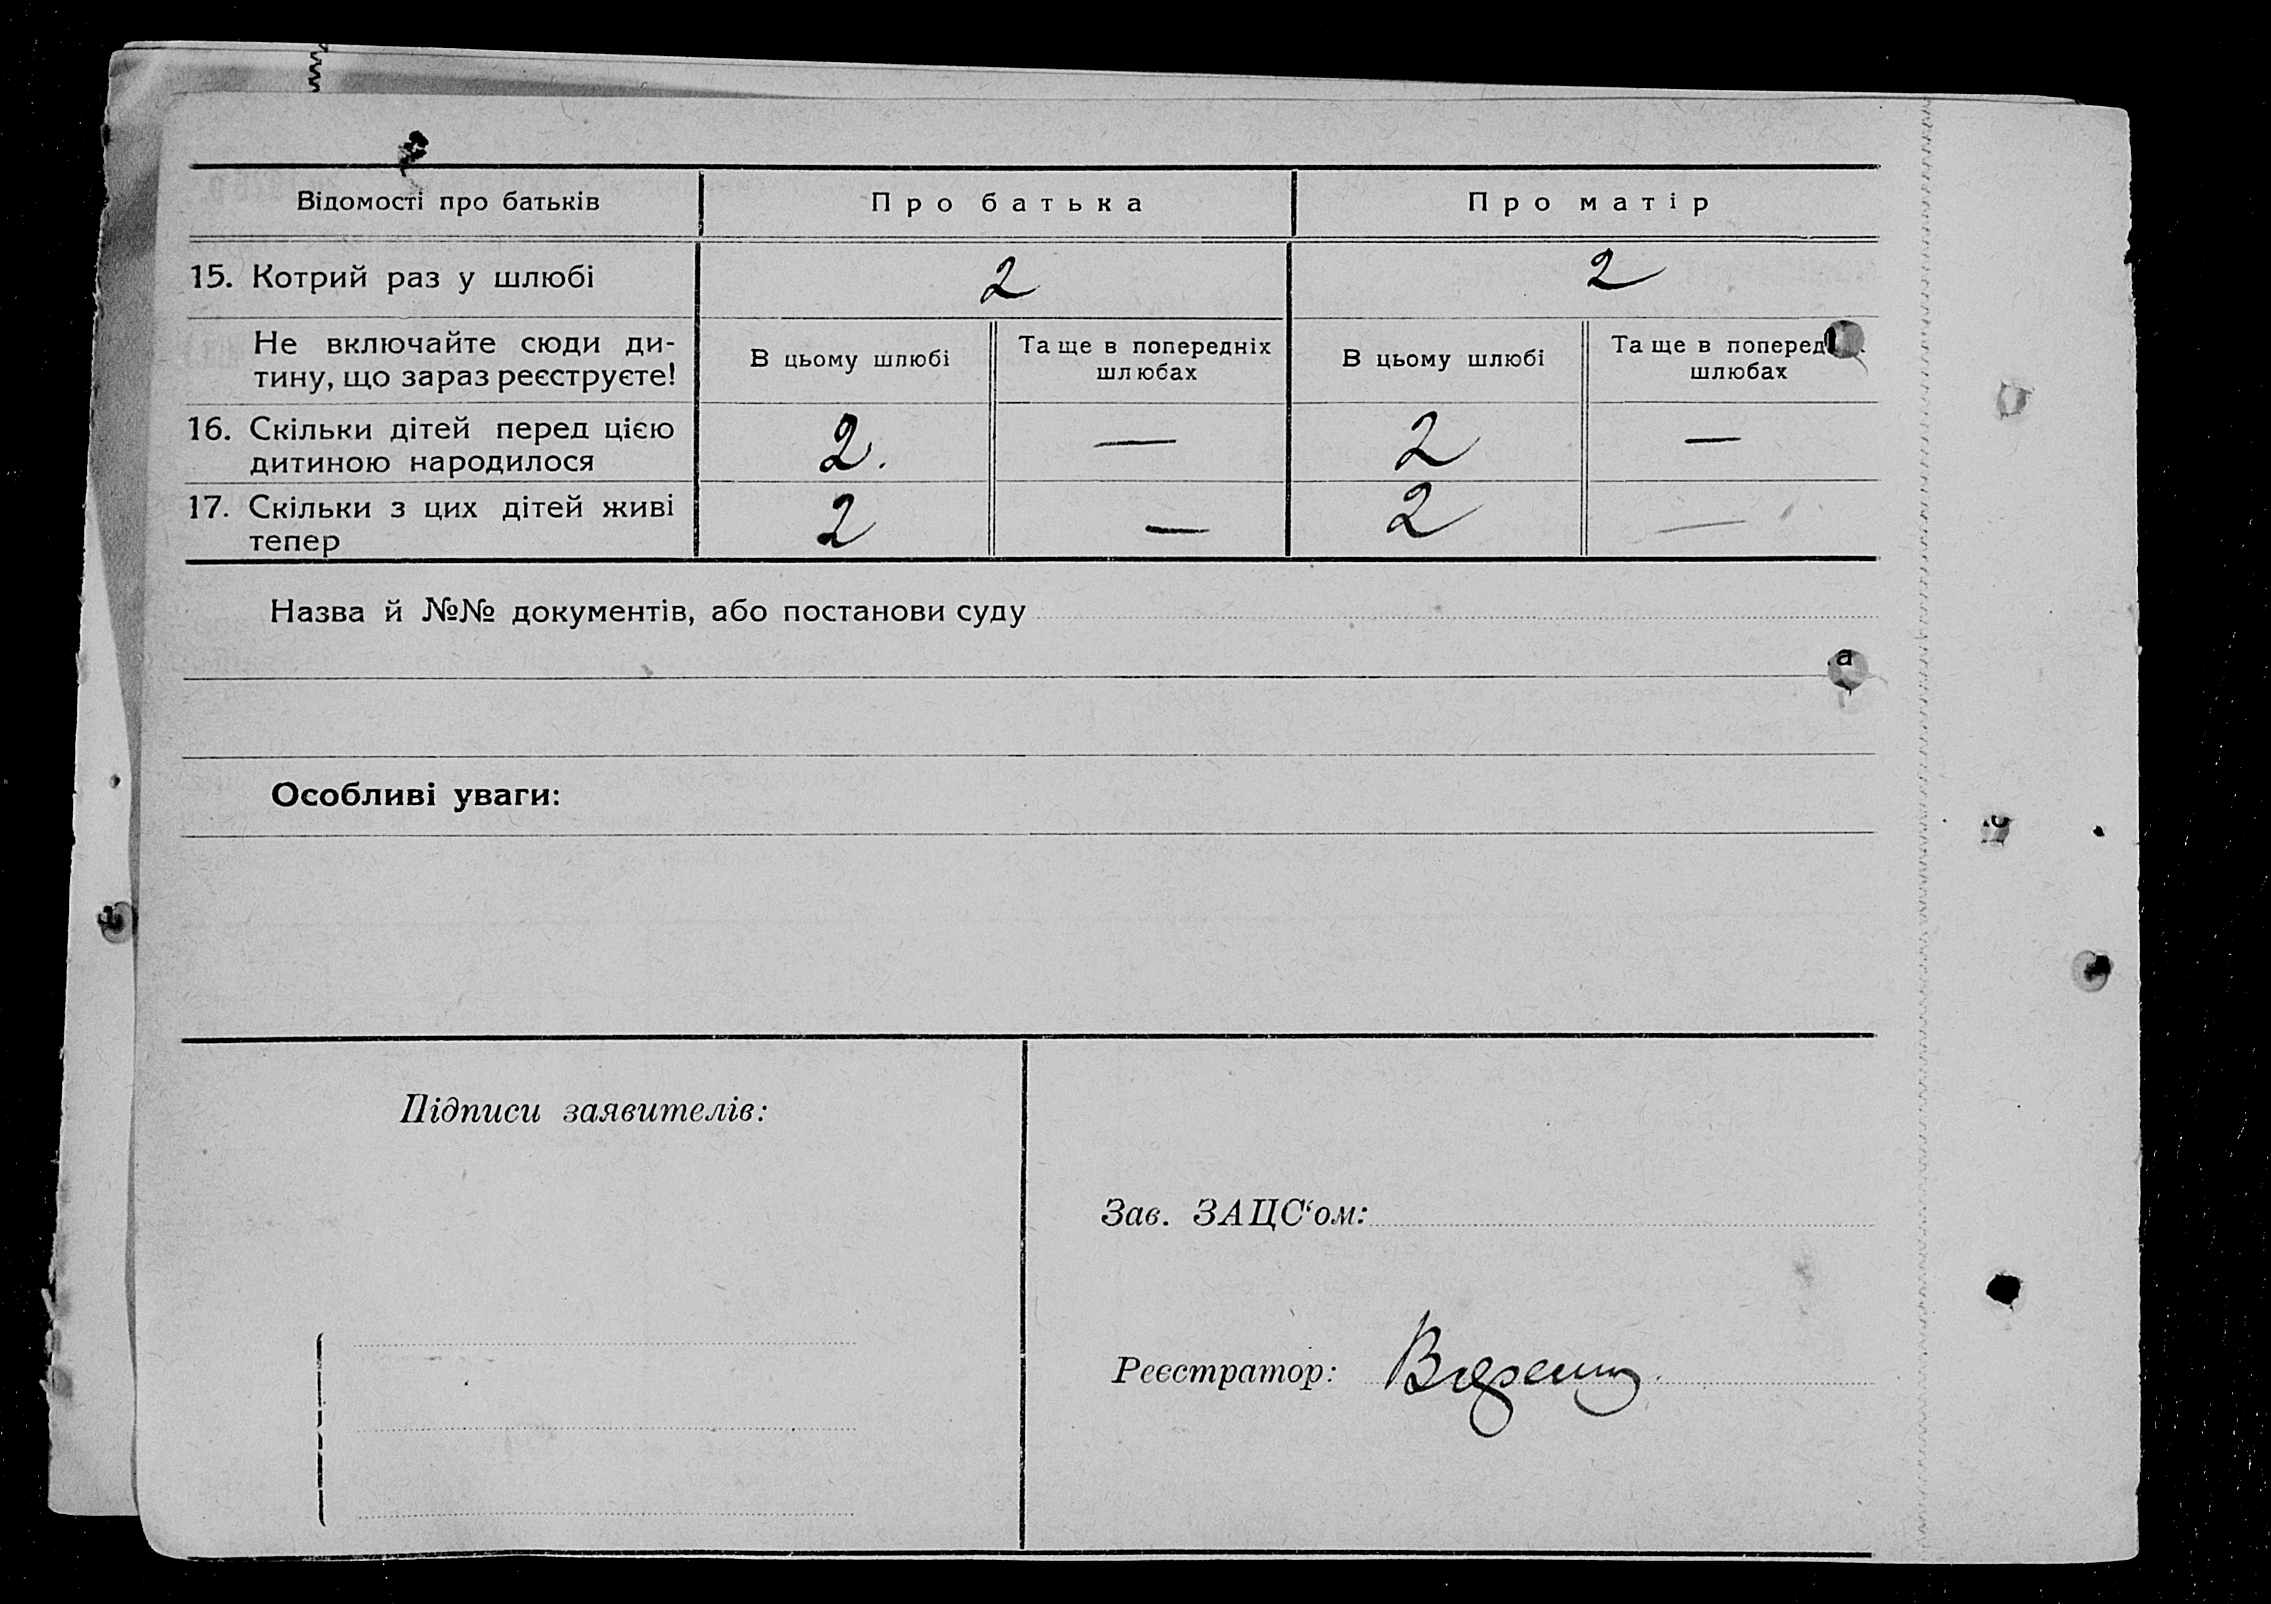 Відомості про батьків Про батька Про матір
15. Котрий раз у шлюбі 2 2
Не включайте сюди ди-
тину, що зараз реєструєте!
В цьому шлюбі
Та ще в попередніх
шлюбах
В цьому шлюбі
Та ще в поперед
шлюбах
16. Скільки дітей перед цією
дитиною народилося
2. — 2 —
17. Скільки з цих дітей живі
тепер
2 — 2 —
Назва й №№ документів, або постанови суду
Особливі уваги:
Підписи заявителів:
Зав. ЗАЦС‘ом:
Реєстратор: